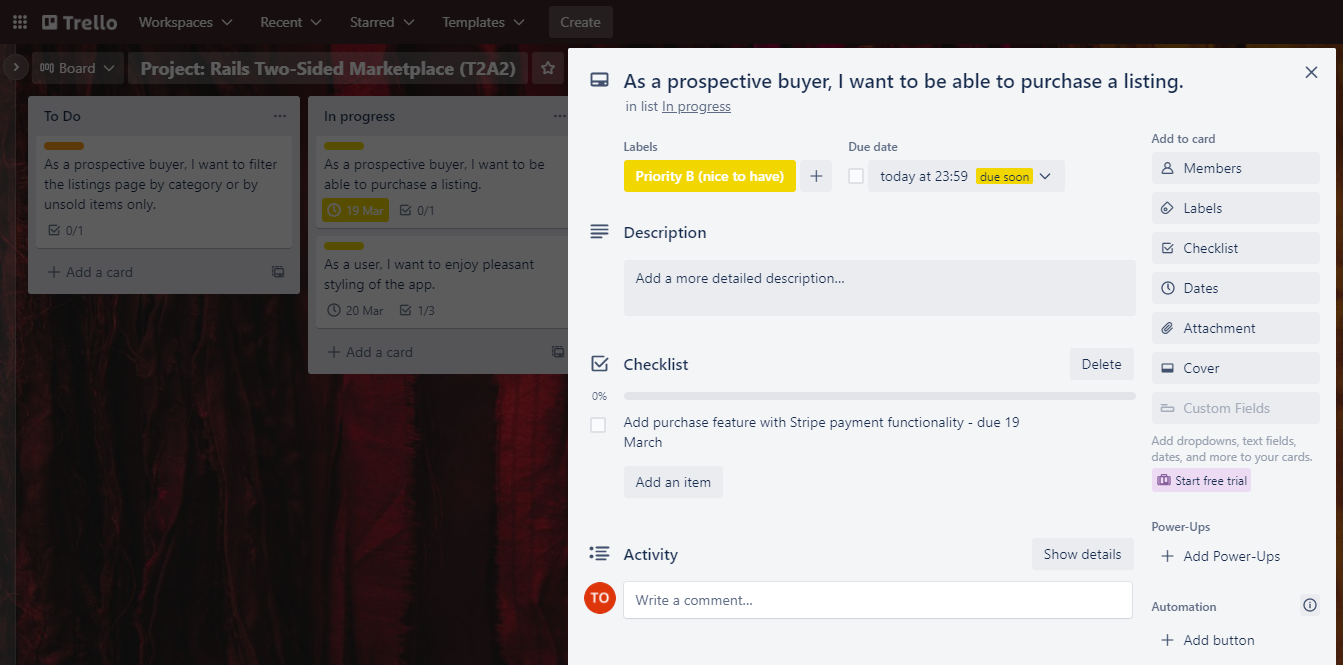 Trello
Workspaces
Recent
Starred
Templates
Create
Board
Project: Rails Two-Sided Marketplace (T2A2)
To Do
As a prospective buyer, I want to filter
the listings page by category or by
unsold items only.
0/1
Add a card
In progress
As a prospective buyer, I want to be
able to purchase a listing.
19 Mar
0/1
As a user, I want to enjoy pleasant
styling of the app.
20 Mar
1/3
Add a card
As a prospective buyer, I want to be able to purchase a listing.
in list In progress
Labels
Priority B (nice to have)
Due date
today at 23:59 due soon
Description
Add a more detailed description...
Checklist
Delete
0%
Add purchase feature with Stripe payment functionality - due 19
March
Add an item
Activity
Show details
TO
Write a comment...
Add to card
Members
Labels
Checklist
Dates
Attachment
Cover
Custom Fields
Add dropdowns, text fields,
dates, and more to your cards.
Start free trial
Power-Ups
Add Power-Ups
Automation
Add button